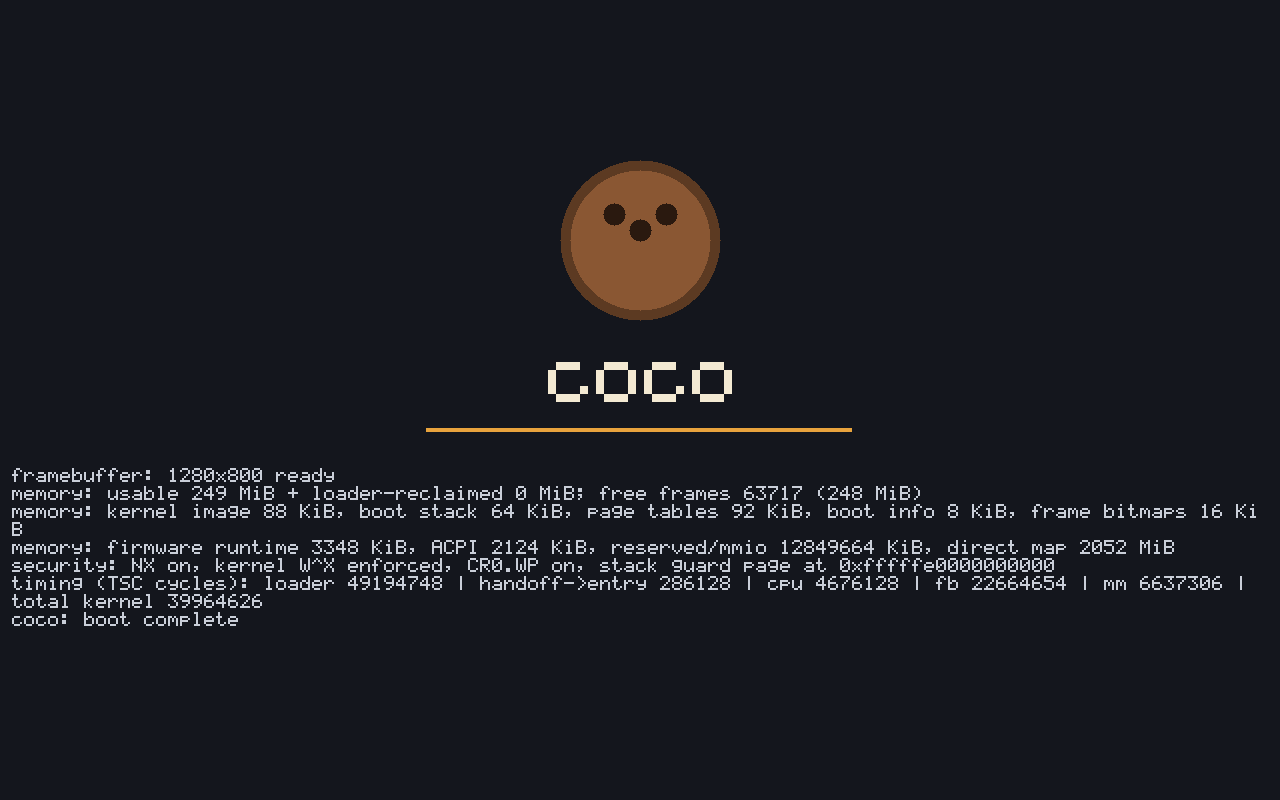 COCO
framebuffer: 1280x800 ready
memory: usable 249 MiB + loader-reclaimed 0 MiB; free frames 63717 (248 MiB)
memory: kernel image 88 KiB, boot stack 64 KiB, page tables 92 KiB, boot info 8 KiB, frame bitmaps 16 Ki
B
memory: firmware runtime 3348 KiB, ACPI 2124 KiB, reserved/mmio 12849664 KiB, direct map 2052 MiB
security: NX on, kernel W^X enforced, CR0.WP on, stack guard page at 0xfffffe0000000000
timing (TSC cycles): loader 49194748 | handoff->entry 286128 | cpu 4676128 | fb 22664654 | mm 6637306 |
total kernel 39964626
coco: boot complete